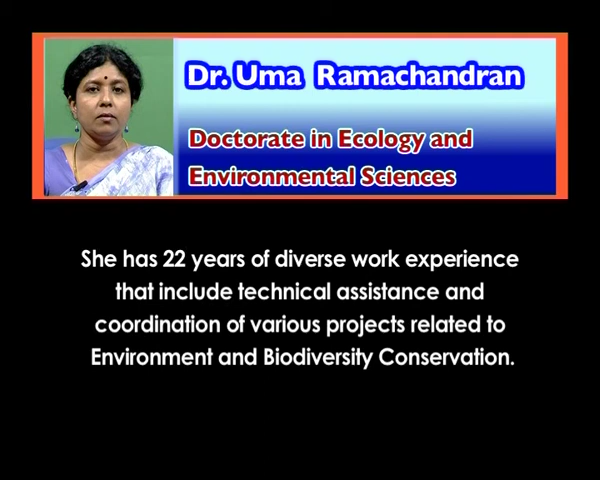 Dr. Uma Ramachandran
Doctorate in Ecology and
Environmental Sciences
She has 22 years of diverse work experience
that include technical assistance and
coordination of various projects related to
Environment and Biodiversity Conservation.